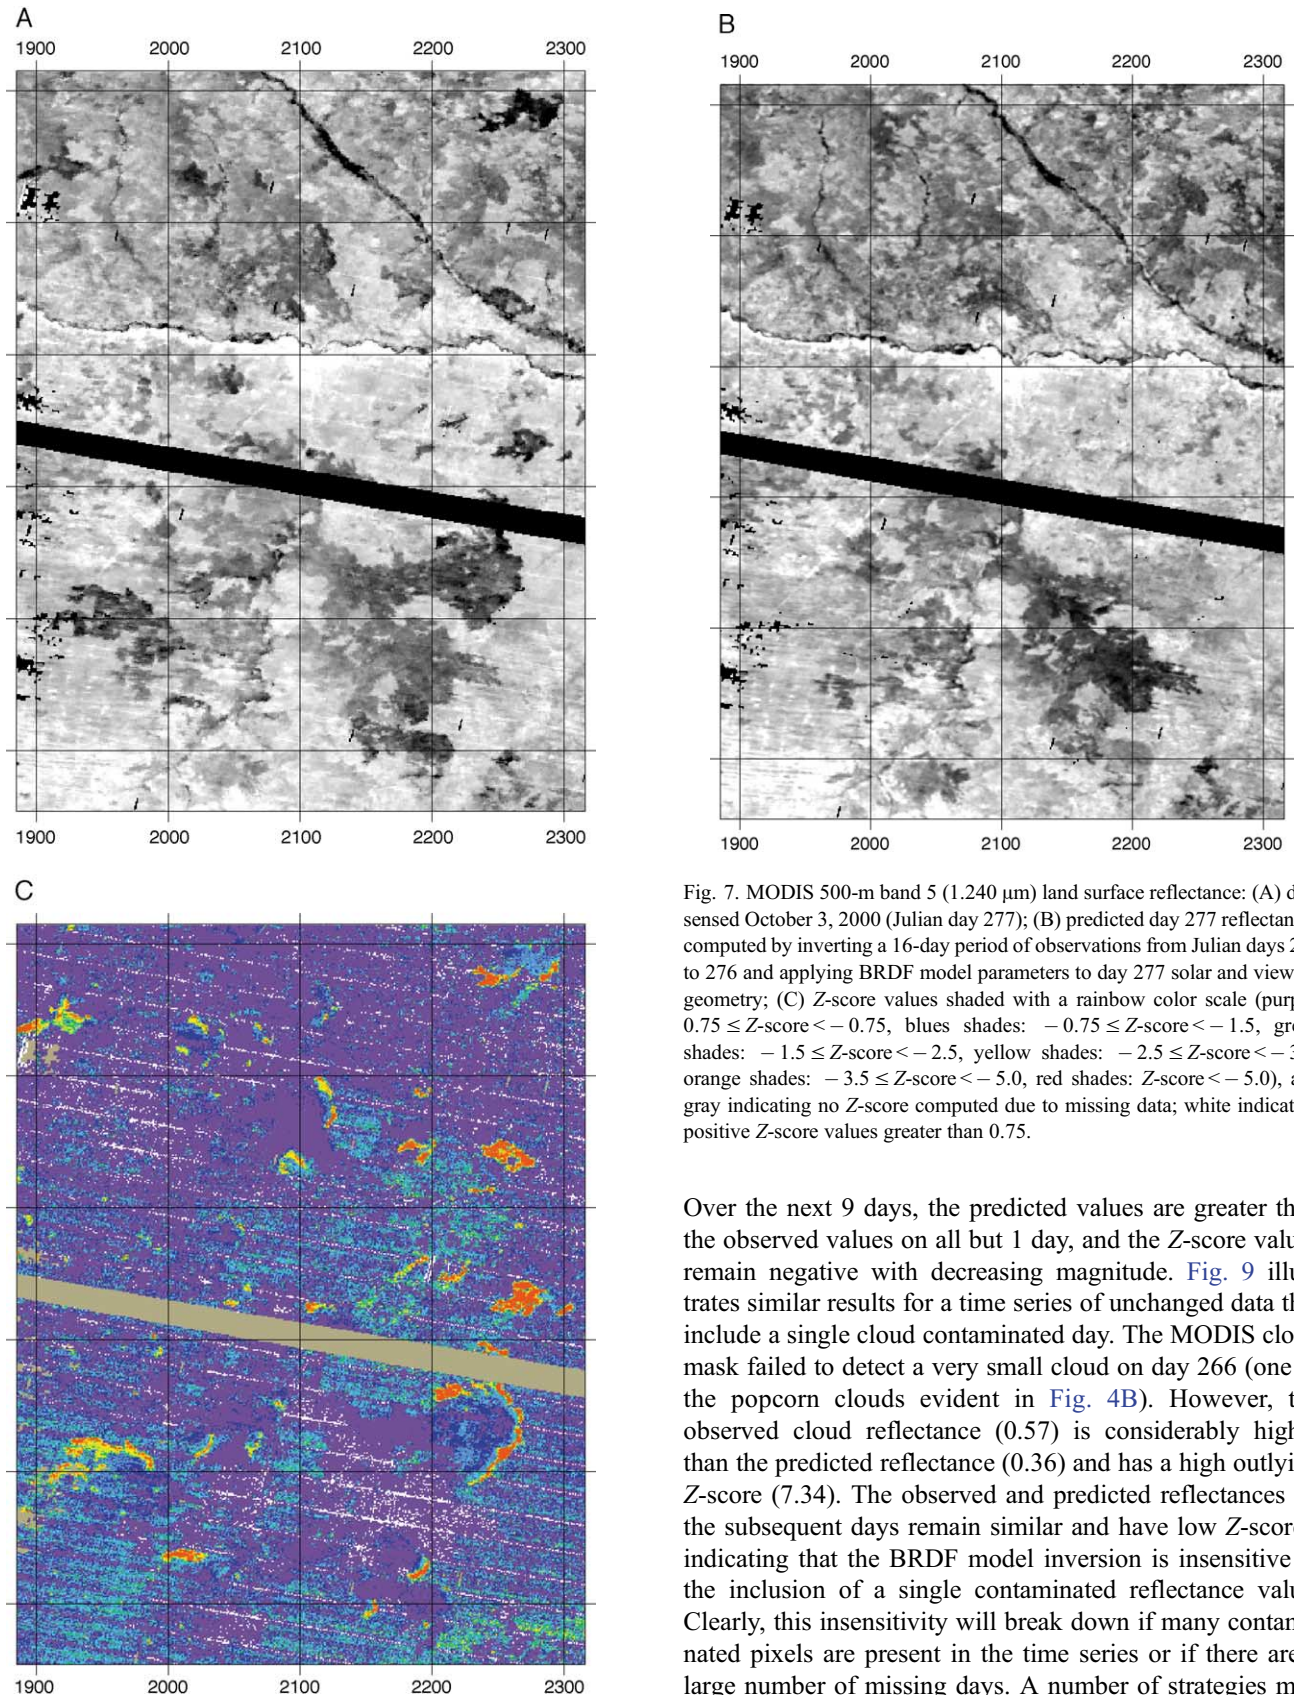 A
1900 2000 2100 2200 2300
1900 2000 2100 2200 2300
B
1900 2000 2100 2200 2300
1900 2000 2100 2200 2300
C
1900 2000 2100 2200 2300
Fig. 7. MODIS 500-m band 5 (1.240 μm) land surface reflectance: (A)
sensed October 3, 2000 (Julian day 277); (B) predicted day 277
computed by inverting a 16-day period of observations from Julian days
to 276 and applying BRDF model parameters to day 277 solar and
geometry; (C) Z-score values shaded with a rainbow color scale
0.75 ≤ Z-score < − 0.75, blues shades: − 0.75 ≤ Z-score < − 1.5,
shades: − 1.5 ≤ Z-score < − 2.5, yellow shades: − 2.5 ≤ Z-score < −
orange shades: − 3.5 ≤ Z-score < − 5.0, red shades: Z-score < − 5.0),
gray indicating no Z-score computed due to missing data; white
positive Z-score values greater than 0.75.
Over the next 9 days, the predicted values are greater
the observed values on all but 1 day, and the Z-score
remain negative with decreasing magnitude. Fig. 9
trates similar results for a time series of unchanged data
include a single cloud contaminated day. The MODIS
mask failed to detect a very small cloud on day 266 (one
the popcorn clouds evident in Fig. 4B). However,
observed cloud reflectance (0.57) is considerably
than the predicted reflectance (0.36) and has a high
Z-score (7.34). The observed and predicted reflectances
the subsequent days remain similar and have low
indicating that the BRDF model inversion is insensitive
the inclusion of a single contaminated reflectance
Clearly, this insensitivity will break down if many
nated pixels are present in the time series or if there are
large number of missing days. A number of strategies